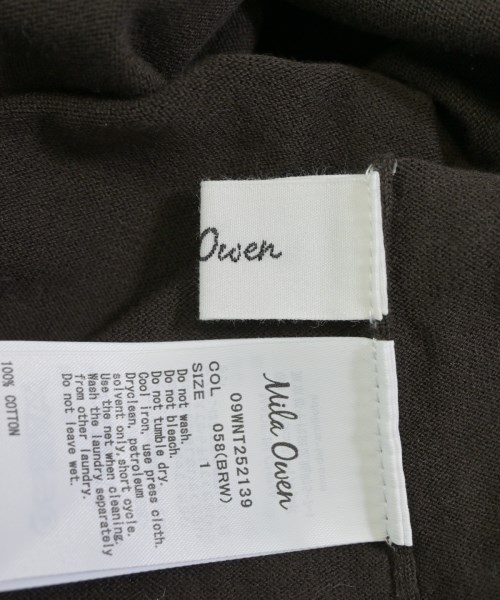 Owen
Mila Owen
09WNT252139
COL 058(BRW)
SIZE 1
Do not wash.
Do not bleach.
Do not tumble dry.
Cool iron, use press cloth.
Dryclean, petroleum
solvent only, short cycle.
Use the net when cleaning.
Wash the laundry separately
from other laundry.
Do not leave wet.
100% COTTON